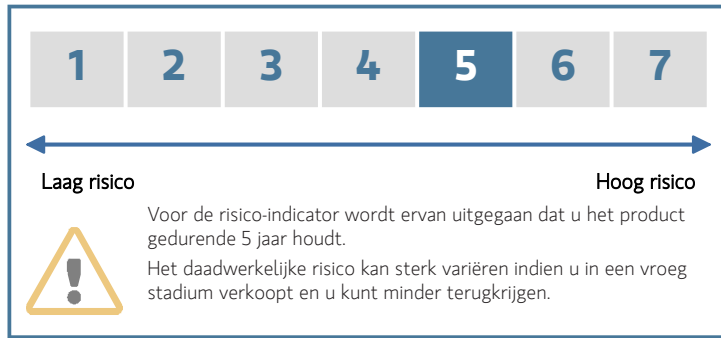 1 2 3 4 5 6 7
Laag risico Hoog risico
Voor de risico-indicator wordt ervan uitgegaan dat u het product
gedurende 5 jaar houdt.
Het daadwerkelijke risico kan sterk variëren indien u in een vroeg
stadium verkoopt en u kunt minder terugkrijgen.